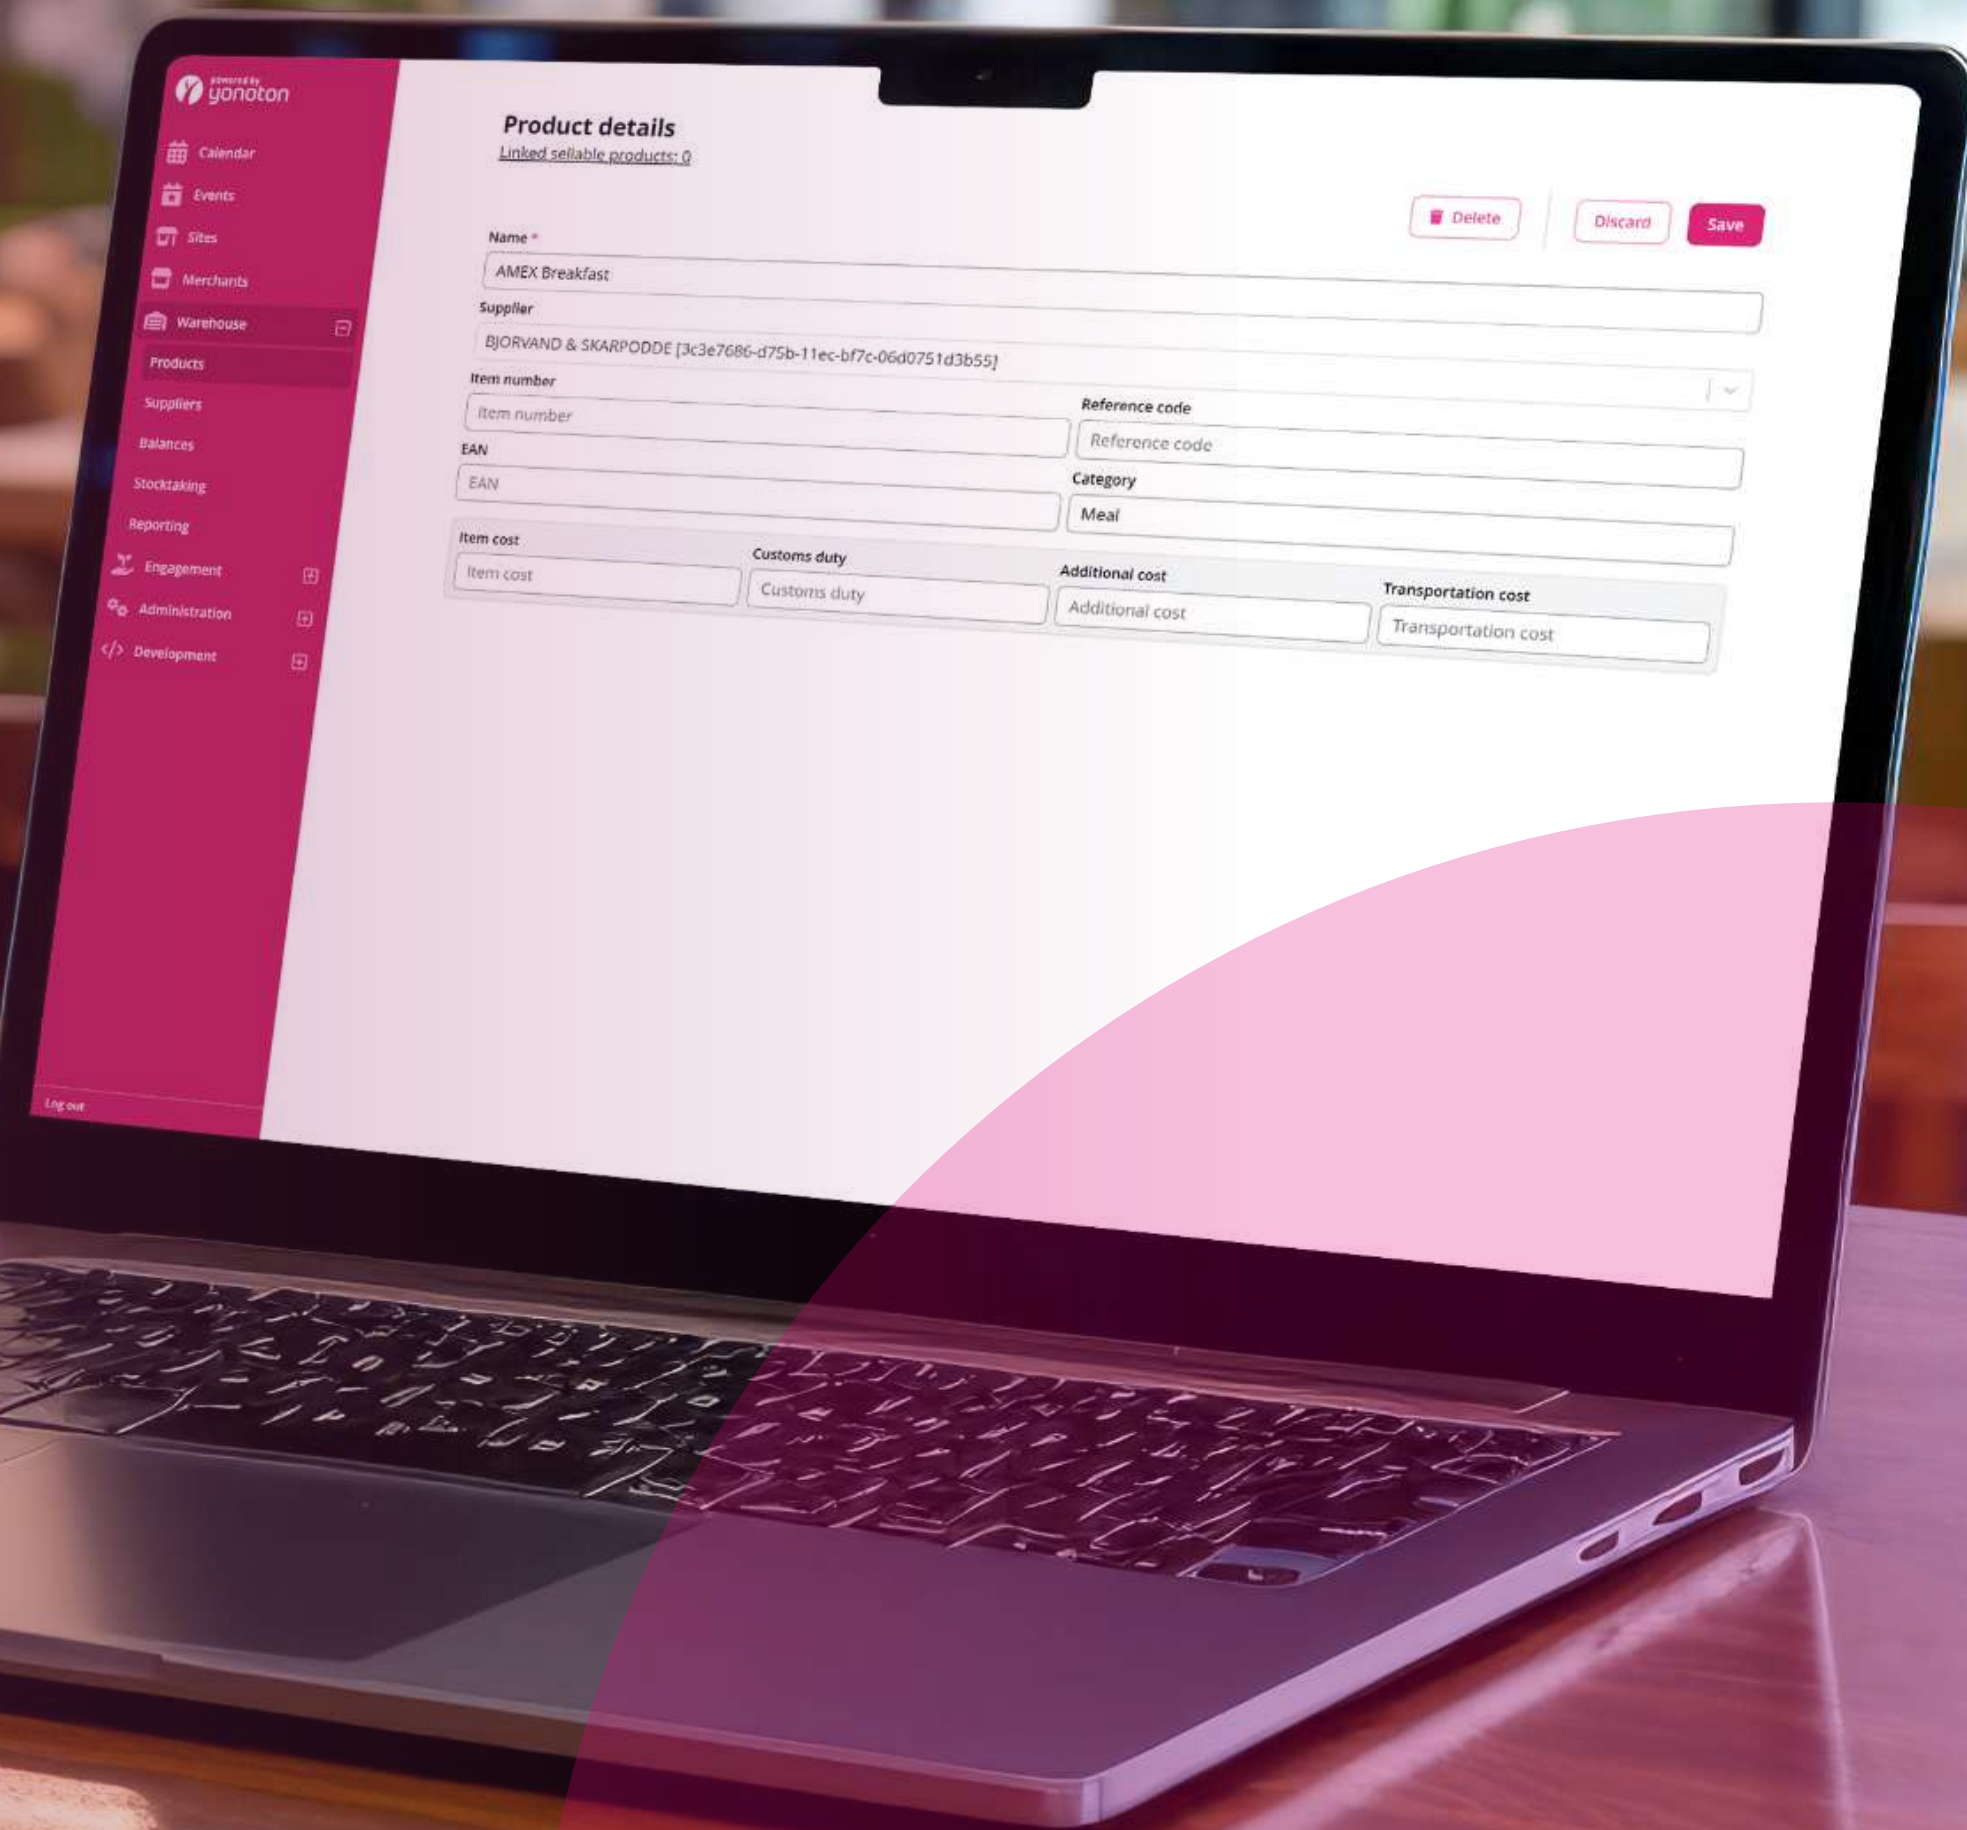 powered by
yonoton
Calendar
Events
Sites
Merchants
Warehouse
Products
Suppliers
Balances
Stocktaking
Reporting
Engagement
Administration
</> Development
Log out
Product details
Linked sellable products: 0
Delete
Discard
Save
Name *
AMEX Breakfast
Supplier
BJORVAND & SKARPODDE [3c3e7686-d75b-11ec-bf7c-06d0751d3b55]
Item number
Item number
Reference code
Reference code
EAN
EAN
Category
Meal
Item cost
Item cost
Customs duty
Customs duty
Additional cost
Additional cost
Transportation cost
Transportation cost